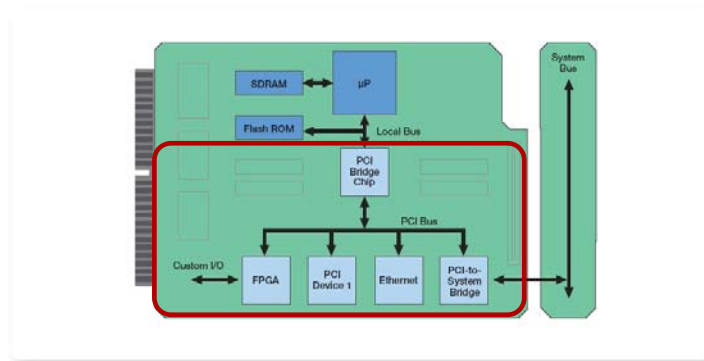 System
Bus
SDRAM
µP
Flash ROM
Local Bus
PCI
Bridge
Chip
PCI Bus
Custom I/O
FPGA
PCI
Device 1
Ethernet
PCI-to-
System
Bridge